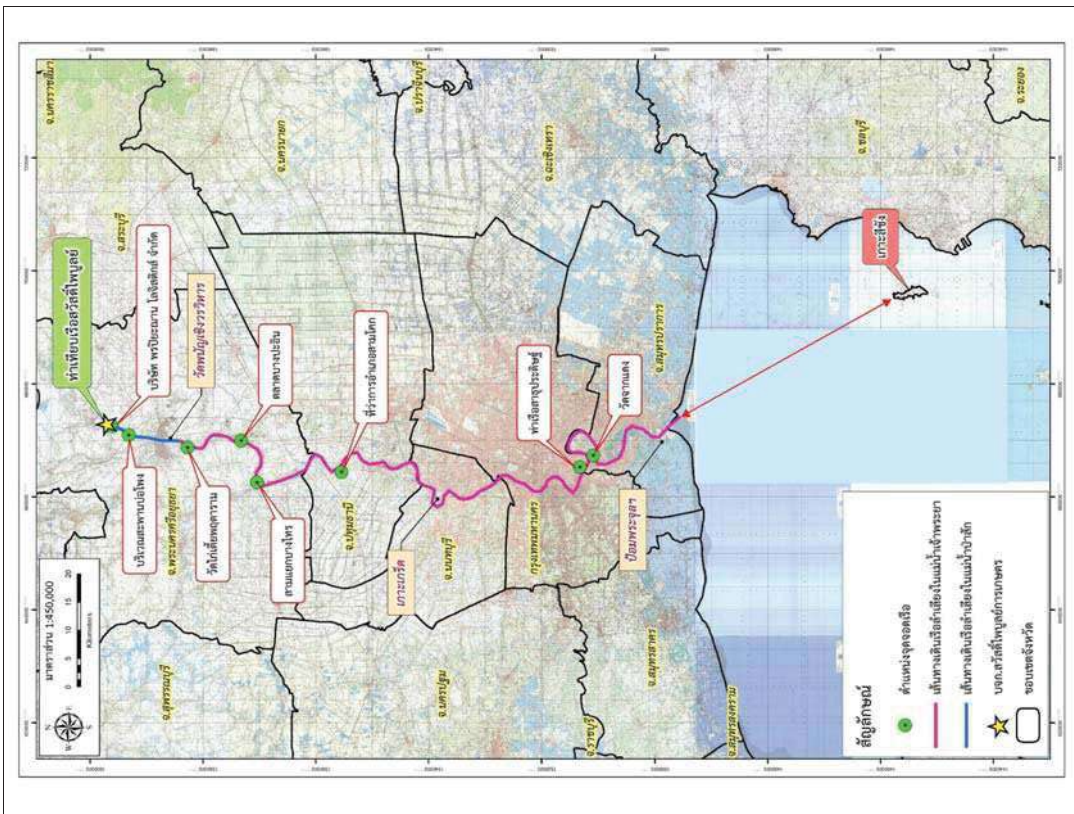 มาตราส่วน 1:450,000
0 5 10 15 20
Kilometers
N
S
W
E
จ.นครราชสีมา
จ.สระบุรี
จ.นครนายก
จ.ปราจีนบุรี
จ.ฉะเชิงเทรา
จ.ชลบุรี
จ.ระยอง
จ.สุพรรณบุรี
จ.พระนครศรีอยุธยา
จ.ปทุมธานี
จ.นนทบุรี
กรุงเทพมหานคร
จ.นครปฐม
จ.สมุทรปราการ
จ.สมุทรสาคร
จ.ราชบุรี
จ.สมุทรสงคราม
ท่าเทียบเรือสวัสดิ์ไพบูลย์
บริษัท พรปิยะฌาน โลจิสติกส์ จำกัด
วัดพนัญเชิงวรวิหาร
ตลาดบางปะอิน
ที่ว่าการอำเภอสามโคก
บริเวณสะพานปอโพง
วัดไก่เตี้ยพฤฒาราม
สามแยกบางไทร
เกาะเกร็ด
ท่าเรือสาธุประดิษฐ์
วัดจากแดง
ป้อมพระจุลฯ
เกาะสีชัง
สัญลักษณ์
ตำแหน่งจุดจอดเรือ
เส้นทางเดินเรือลำเลียงในแม่น้ำเจ้าพระยา
เส้นทางเดินเรือลำเลียงในแม่น้ำป่าสัก
บจก.สวัสดิ์ไพบูลย์การเกษตร
ขอบเขตจังหวัด